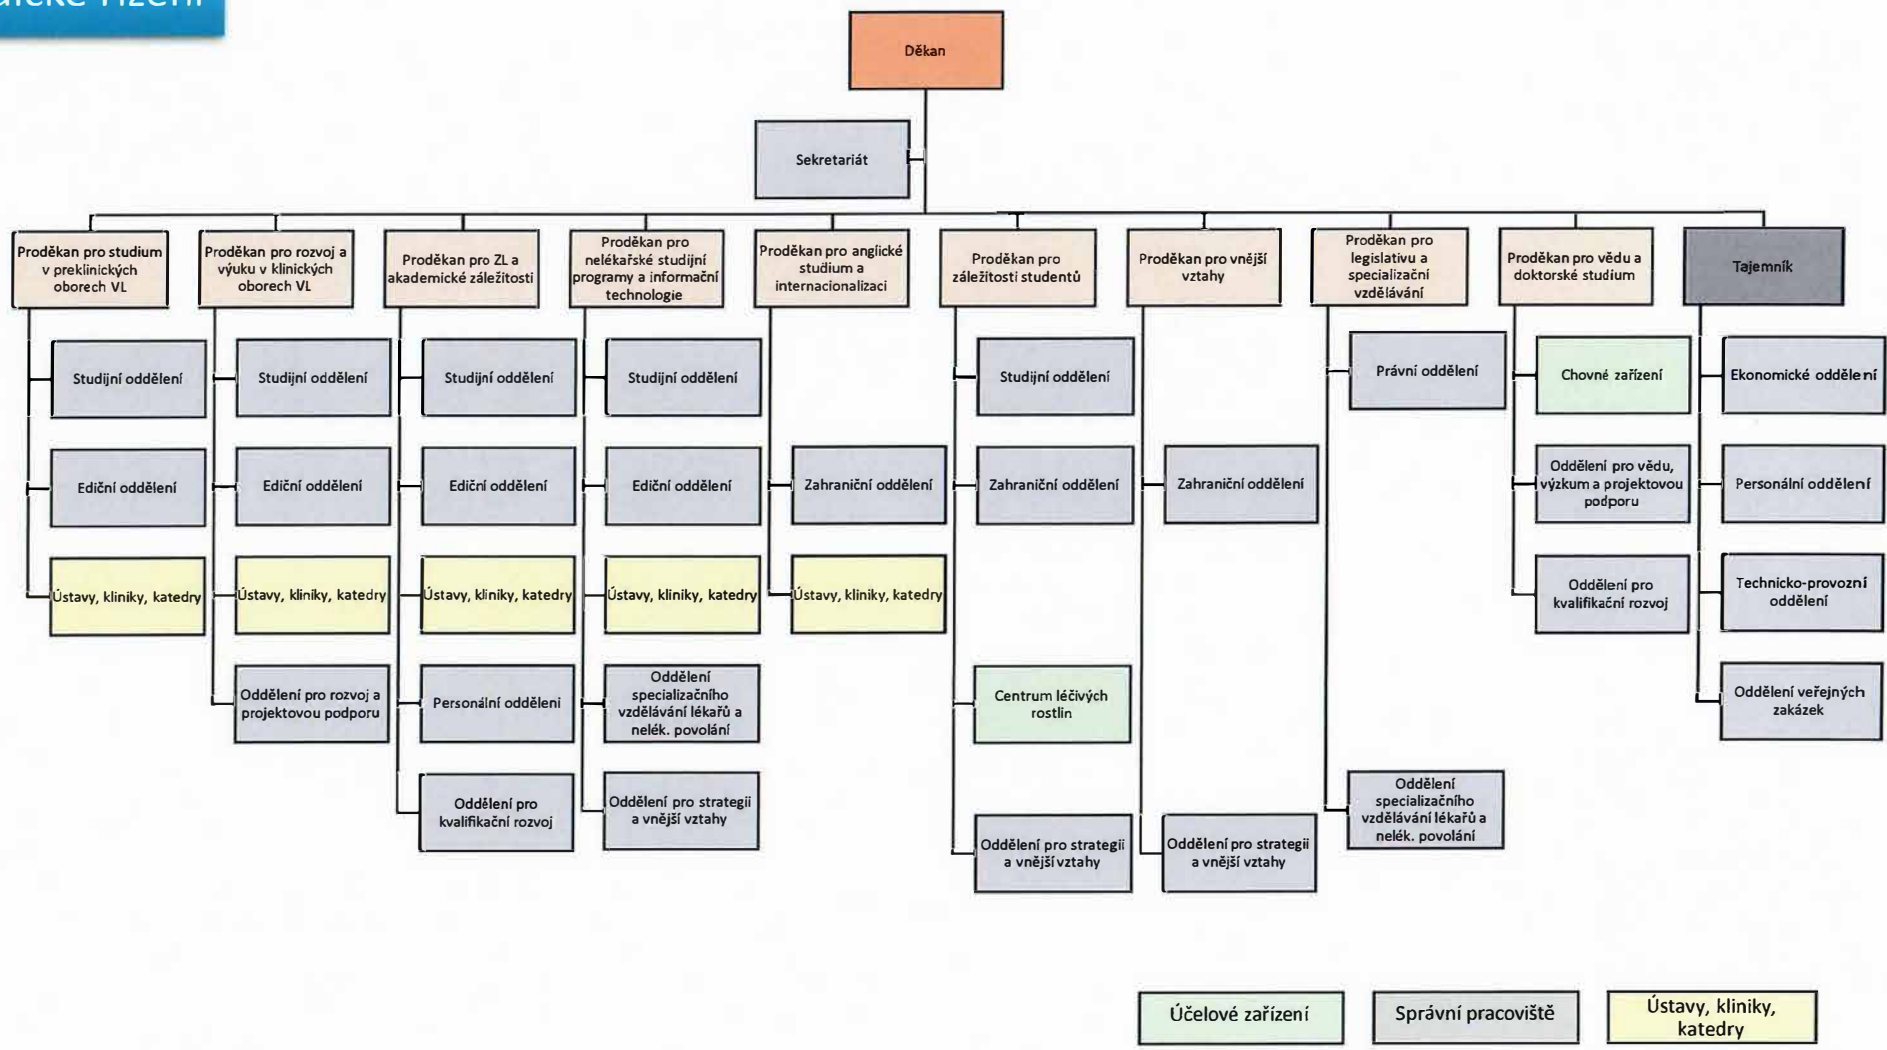 řízení
Děkan
Sekretariát
Proděkan pro studium
v preklinických
oborech VL
Proděkan pro rozvoj a
výuku v klinických
oborech VL
Proděkan pro ZL a
akademické záležitosti
Proděkan pro
nelékařské studijní
programy a informační
technologie
Proděkan pro anglické
studium a
internacionalizaci
Proděkan pro
záležitosti studentů
Proděkan pro vnější
vztahy
Proděkan pro
legislativu a
specializační
vzdělávání
Proděkan pro vědu a
doktorské studium
Tajemník
Studijní oddělení
Ediční oddělení
Ústavy, kliniky, katedry
Studijní oddělení
Ediční oddělení
Ústavy, kliniky, katedry
Oddělení pro rozvoj a
projektovou podporu
Studijní oddělení
Ediční oddělení
Ústavy, kliniky, katedry
Personální oddělení
Oddělení pro
kvalifikační rozvoj
Studijní oddělení
Ediční oddělení
Ústavy, kliniky, katedry
Oddělení
specializačního
vzdělávání lékařů a
nelék. povolání
Oddělení pro strategii
a vnější vztahy
Zahraniční oddělení
Ústavy, kliniky, katedry
Studijní oddělení
Zahraniční oddělení
Centrum léčivých
rostlin
Oddělení pro strategii
a vnější vztahy
Zahraniční oddělení
Oddělení pro strategii
a vnější vztahy
Právní oddělení
Oddělení
specializačního
vzdělávání lékařů a
nelék. povolání
Chovné zařízení
Oddělení pro vědu,
výzkum a projektovou
podporu
Oddělení pro
kvalifikační rozvoj
Ekonomické oddělení
Personální oddělení
Technicko-provozní
oddělení
Oddělení veřejných
zakázek
Účelové zařízení
Správní pracoviště
Ústavy, kliniky,
katedry